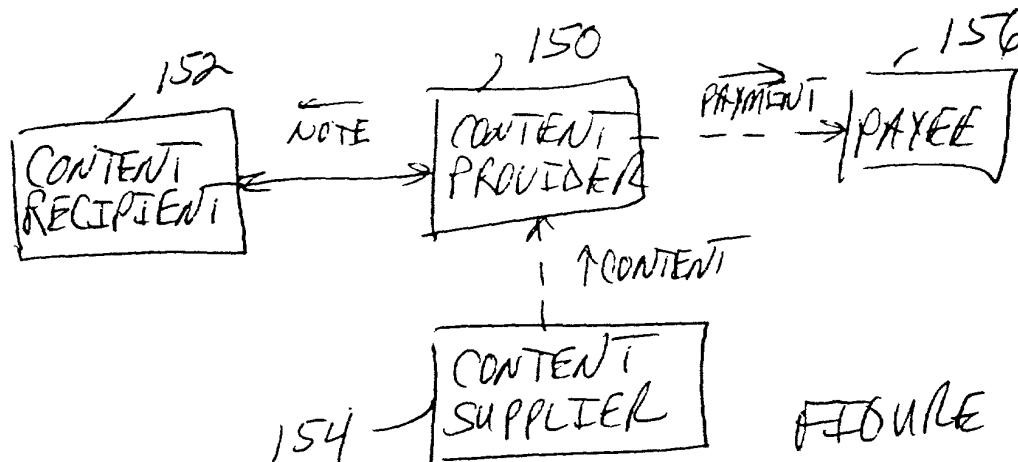 152
150
156
CONTENT
RECIPIENT
NOTE
CONTENT
PROVIDER
PAYMENT
PAYEE
↑CONTENT
CONTENT
SUPPLIER
154
FIGURE